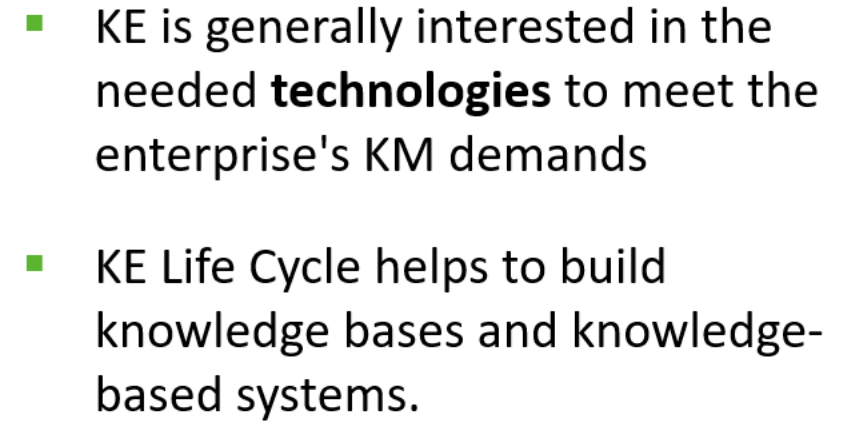 ▪ KE is generally interested in the
needed technologies to meet the
enterprise's KM demands
▪ KE Life Cycle helps to build
knowledge bases and knowledge-
based systems.